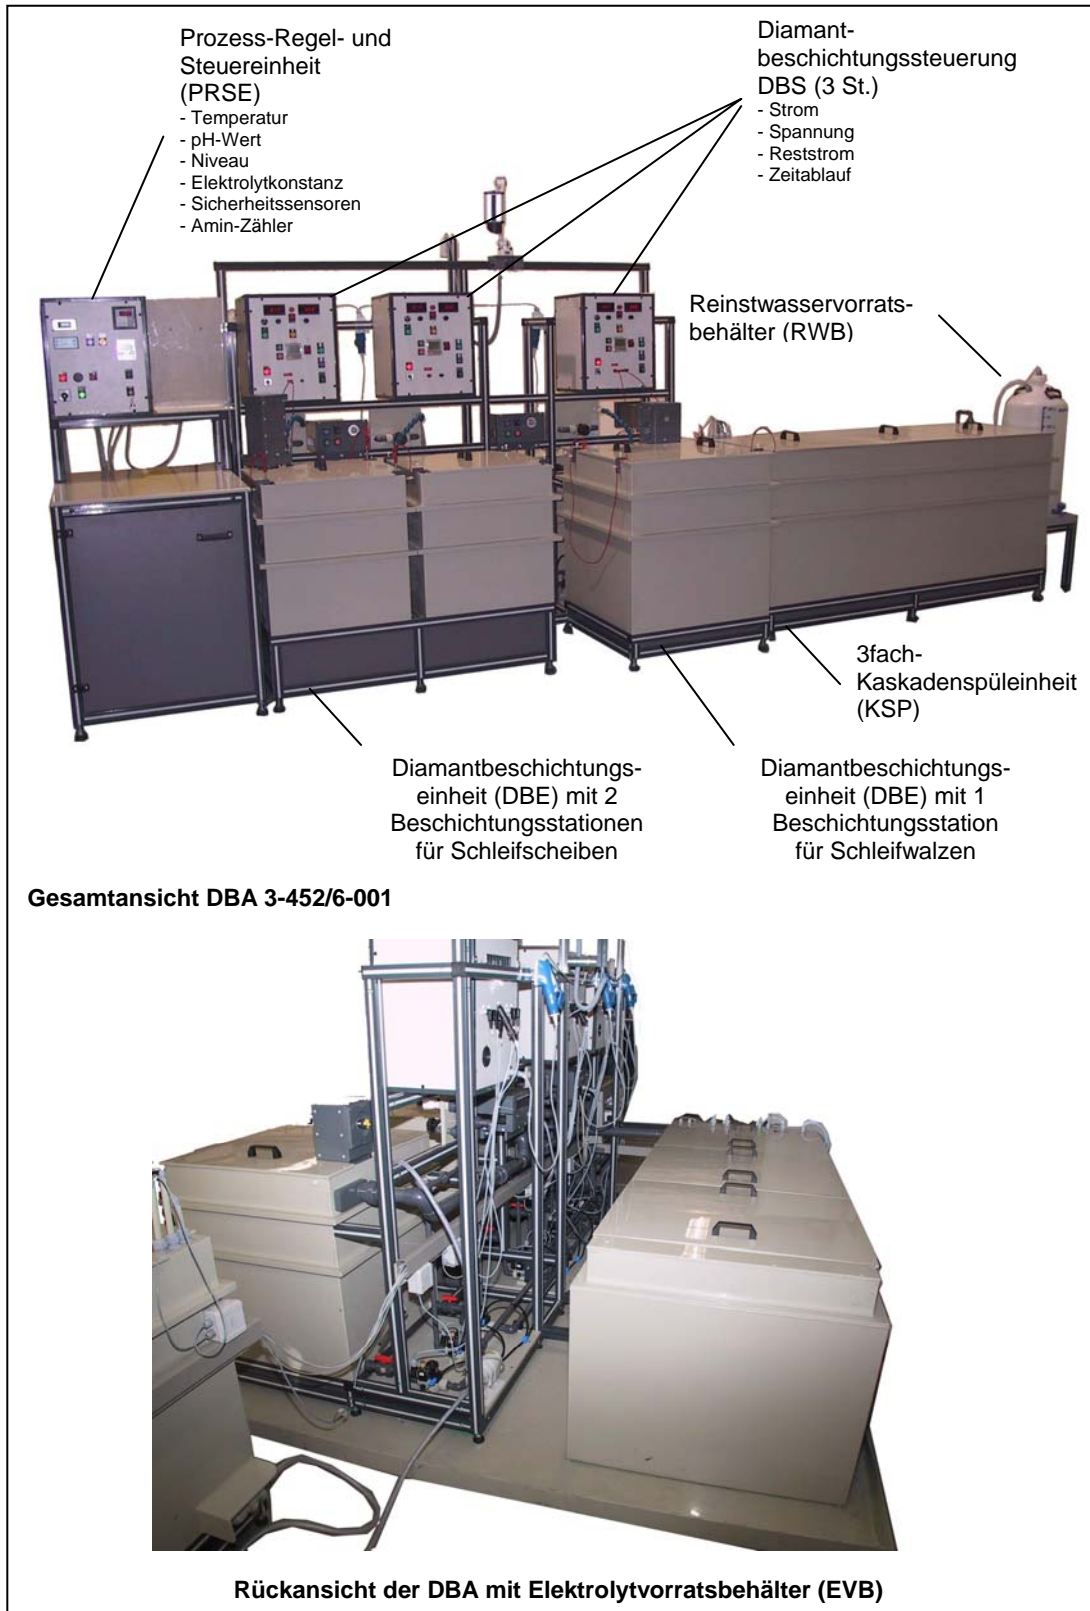 Prozess-Regel- und
Steuereinheit
(PRSE)
- Temperatur
- pH-Wert
- Niveau
- Elektrolytkonstanz
- Sicherheitssensoren
- Amin-Zähler
Diamant-
beschichtungssteuerung
DBS (3 St.)
- Strom
- Spannung
- Reststrom
- Zeitablauf
Reinstwasservorrats-
behälter (RWB)
3fach-
Kaskadenspüleinheit
(KSP)
Diamantbeschichtungs-
einheit (DBE) mit 2
Beschichtungsstationen
für Schleifscheiben
Diamantbeschichtungs-
einheit (DBE) mit 1
Beschichtungsstation
für Schleifwalzen
Gesamtansicht DBA 3-452/6-001
Rückansicht der DBA mit Elektrolytvorratsbehälter (EVB)